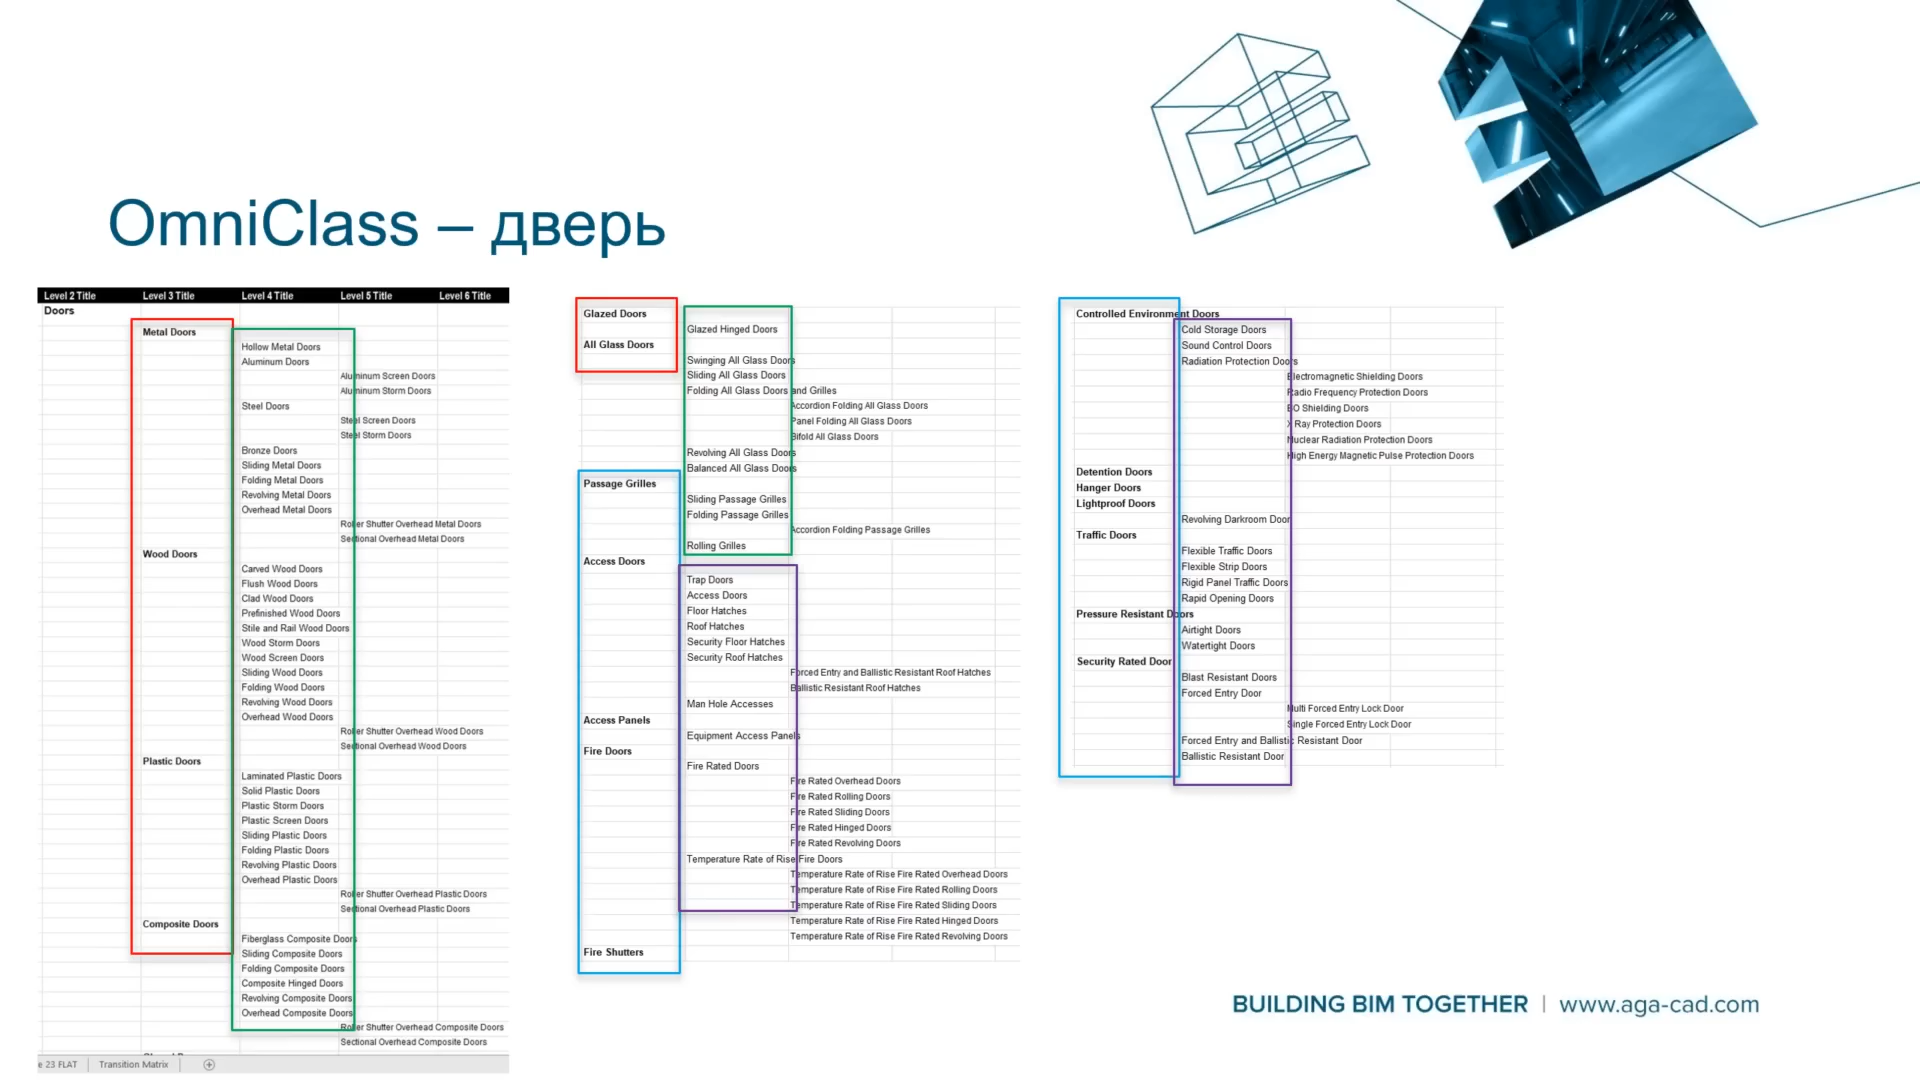 OmniClass – дверь
Level 2 Title Level 3 Title Level 4 Title Level 5 Title Level 6 Title
Doors
Metal Doors
Hollow Metal Doors
Aluminum Doors
Aluminum Screen Doors
Aluminum Storm Doors
Steel Doors
Steel Screen Doors
Steel Storm Doors
Bronze Doors
Sliding Metal Doors
Folding Metal Doors
Revolving Metal Doors
Overhead Metal Doors
Roller Shutter Overhead Metal Doors
Sectional Overhead Metal Doors
Wood Doors
Carved Wood Doors
Flush Wood Doors
Clad Wood Doors
Prefinished Wood Doors
Stile and Rail Wood Doors
Wood Storm Doors
Wood Screen Doors
Sliding Wood Doors
Folding Wood Doors
Revolving Wood Doors
Overhead Wood Doors
Roller Shutter Overhead Wood Doors
Sectional Overhead Wood Doors
Plastic Doors
Laminated Plastic Doors
Solid Plastic Doors
Plastic Storm Doors
Plastic Screen Doors
Sliding Plastic Doors
Folding Plastic Doors
Revolving Plastic Doors
Overhead Plastic Doors
Roller Shutter Overhead Plastic Doors
Sectional Overhead Plastic Doors
Composite Doors
Fiberglass Composite Doors
Sliding Composite Doors
Folding Composite Doors
Composite Hinged Doors
Revolving Composite Doors
Overhead Composite Doors
Roller Shutter Overhead Composite Doors
Sectional Overhead Composite Doors
e 23 FLAT Transition Matrix
Glazed Doors
Glazed Hinged Doors
All Glass Doors
Swinging All Glass Doors
Sliding All Glass Doors
Folding All Glass Doors and Grilles
Accordion Folding All Glass Doors
Panel Folding All Glass Doors
Bifold All Glass Doors
Revolving All Glass Doors
Balanced All Glass Doors
Passage Grilles
Sliding Passage Grilles
Folding Passage Grilles
Accordion Folding Passage Grilles
Rolling Grilles
Access Doors
Trap Doors
Access Doors
Floor Hatches
Roof Hatches
Security Floor Hatches
Security Roof Hatches
Forced Entry and Ballistic Resistant Roof Hatches
Ballistic Resistant Roof Hatches
Man Hole Accesses
Access Panels
Equipment Access Panels
Fire Doors
Fire Rated Doors
Fire Rated Overhead Doors
Fire Rated Rolling Doors
Fire Rated Sliding Doors
Fire Rated Hinged Doors
Fire Rated Revolving Doors
Temperature Rate of Rise Fire Doors
Temperature Rate of Rise Fire Rated Overhead Doors
Temperature Rate of Rise Fire Rated Rolling Doors
Temperature Rate of Rise Fire Rated Sliding Doors
Temperature Rate of Rise Fire Rated Hinged Doors
Temperature Rate of Rise Fire Rated Revolving Doors
Fire Shutters
Controlled Environment Doors
Cold Storage Doors
Sound Control Doors
Radiation Protection Doors
Electromagnetic Shielding Doors
Radio Frequency Protection Doors
EO Shielding Doors
X Ray Protection Doors
Nuclear Radiation Protection Doors
High Energy Magnetic Pulse Protection Doors
Detention Doors
Hanger Doors
Lightproof Doors
Revolving Darkroom Door
Traffic Doors
Flexible Traffic Doors
Flexible Strip Doors
Rigid Panel Traffic Doors
Rapid Opening Doors
Pressure Resistant Doors
Airtight Doors
Watertight Doors
Security Rated Door
Blast Resistant Doors
Forced Entry Door
Multi Forced Entry Lock Door
Single Forced Entry Lock Door
Forced Entry and Ballistic Resistant Door
Ballistic Resistant Door
BUILDING BIM TOGETHER | www.aga-cad.com